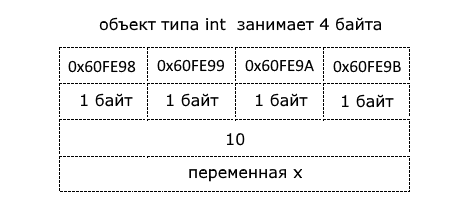 объект типа int занимает 4 байта
0x60FE98 0x60FE99 0x60FE9A 0x60FE9B
1 байт 1 байт 1 байт 1 байт
10
переменная x